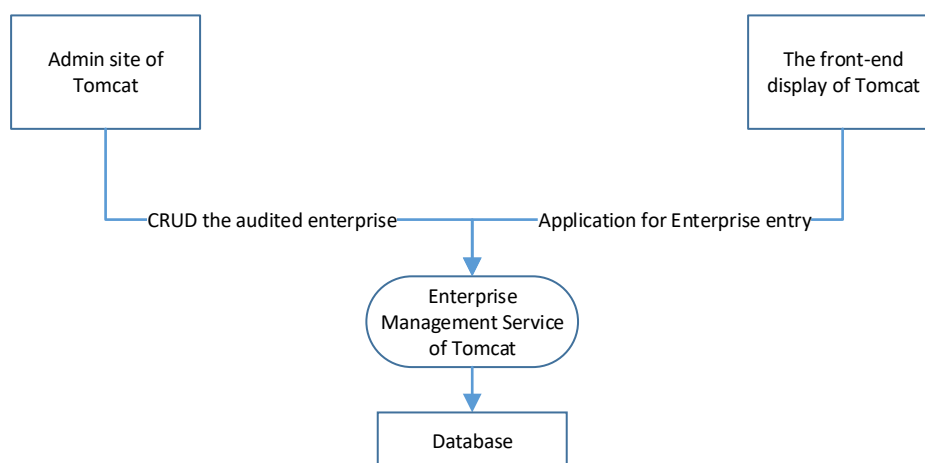 Admin site of
Tomcat
The front-end
display of Tomcat
CRUD the audited enterprise
Application for Enterprise entry
Enterprise
Management Service
of Tomcat
Database